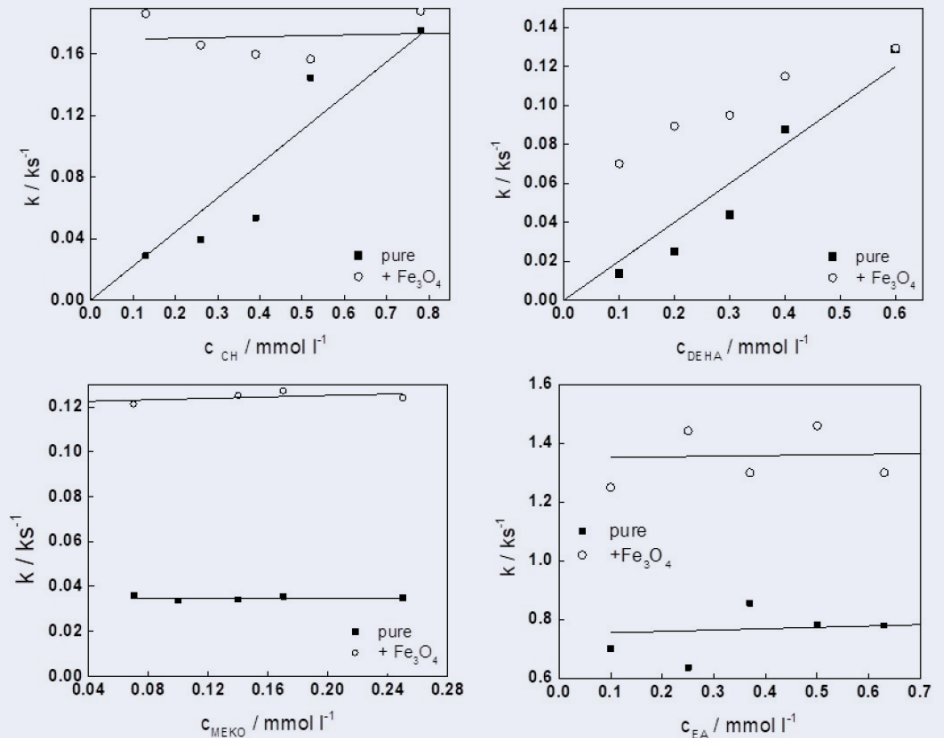 k / ks⁻¹
0.16
0.12
0.08
0.04
0.00
0.0 0.1 0.2 0.3 0.4 0.5 0.6 0.7 0.8
c CH / mmol l⁻¹
pure
+ Fe₃O₄
k / ks⁻¹
0.14
0.12
0.10
0.08
0.06
0.04
0.02
0.00
0.0 0.1 0.2 0.3 0.4 0.5 0.6
c DEHA / mmol l⁻¹
pure
+ Fe₃O₄
k / ks⁻¹
0.12
0.10
0.08
0.06
0.04
0.02
0.00
0.04 0.08 0.12 0.16 0.20 0.24 0.28
c MEKO / mmol l⁻¹
pure
+ Fe₃O₄
k / ks⁻¹
1.6
1.4
1.2
1.0
0.8
0.6
0.0 0.1 0.2 0.3 0.4 0.5 0.6 0.7
c EA / mmol l⁻¹
pure
+Fe₃O₄